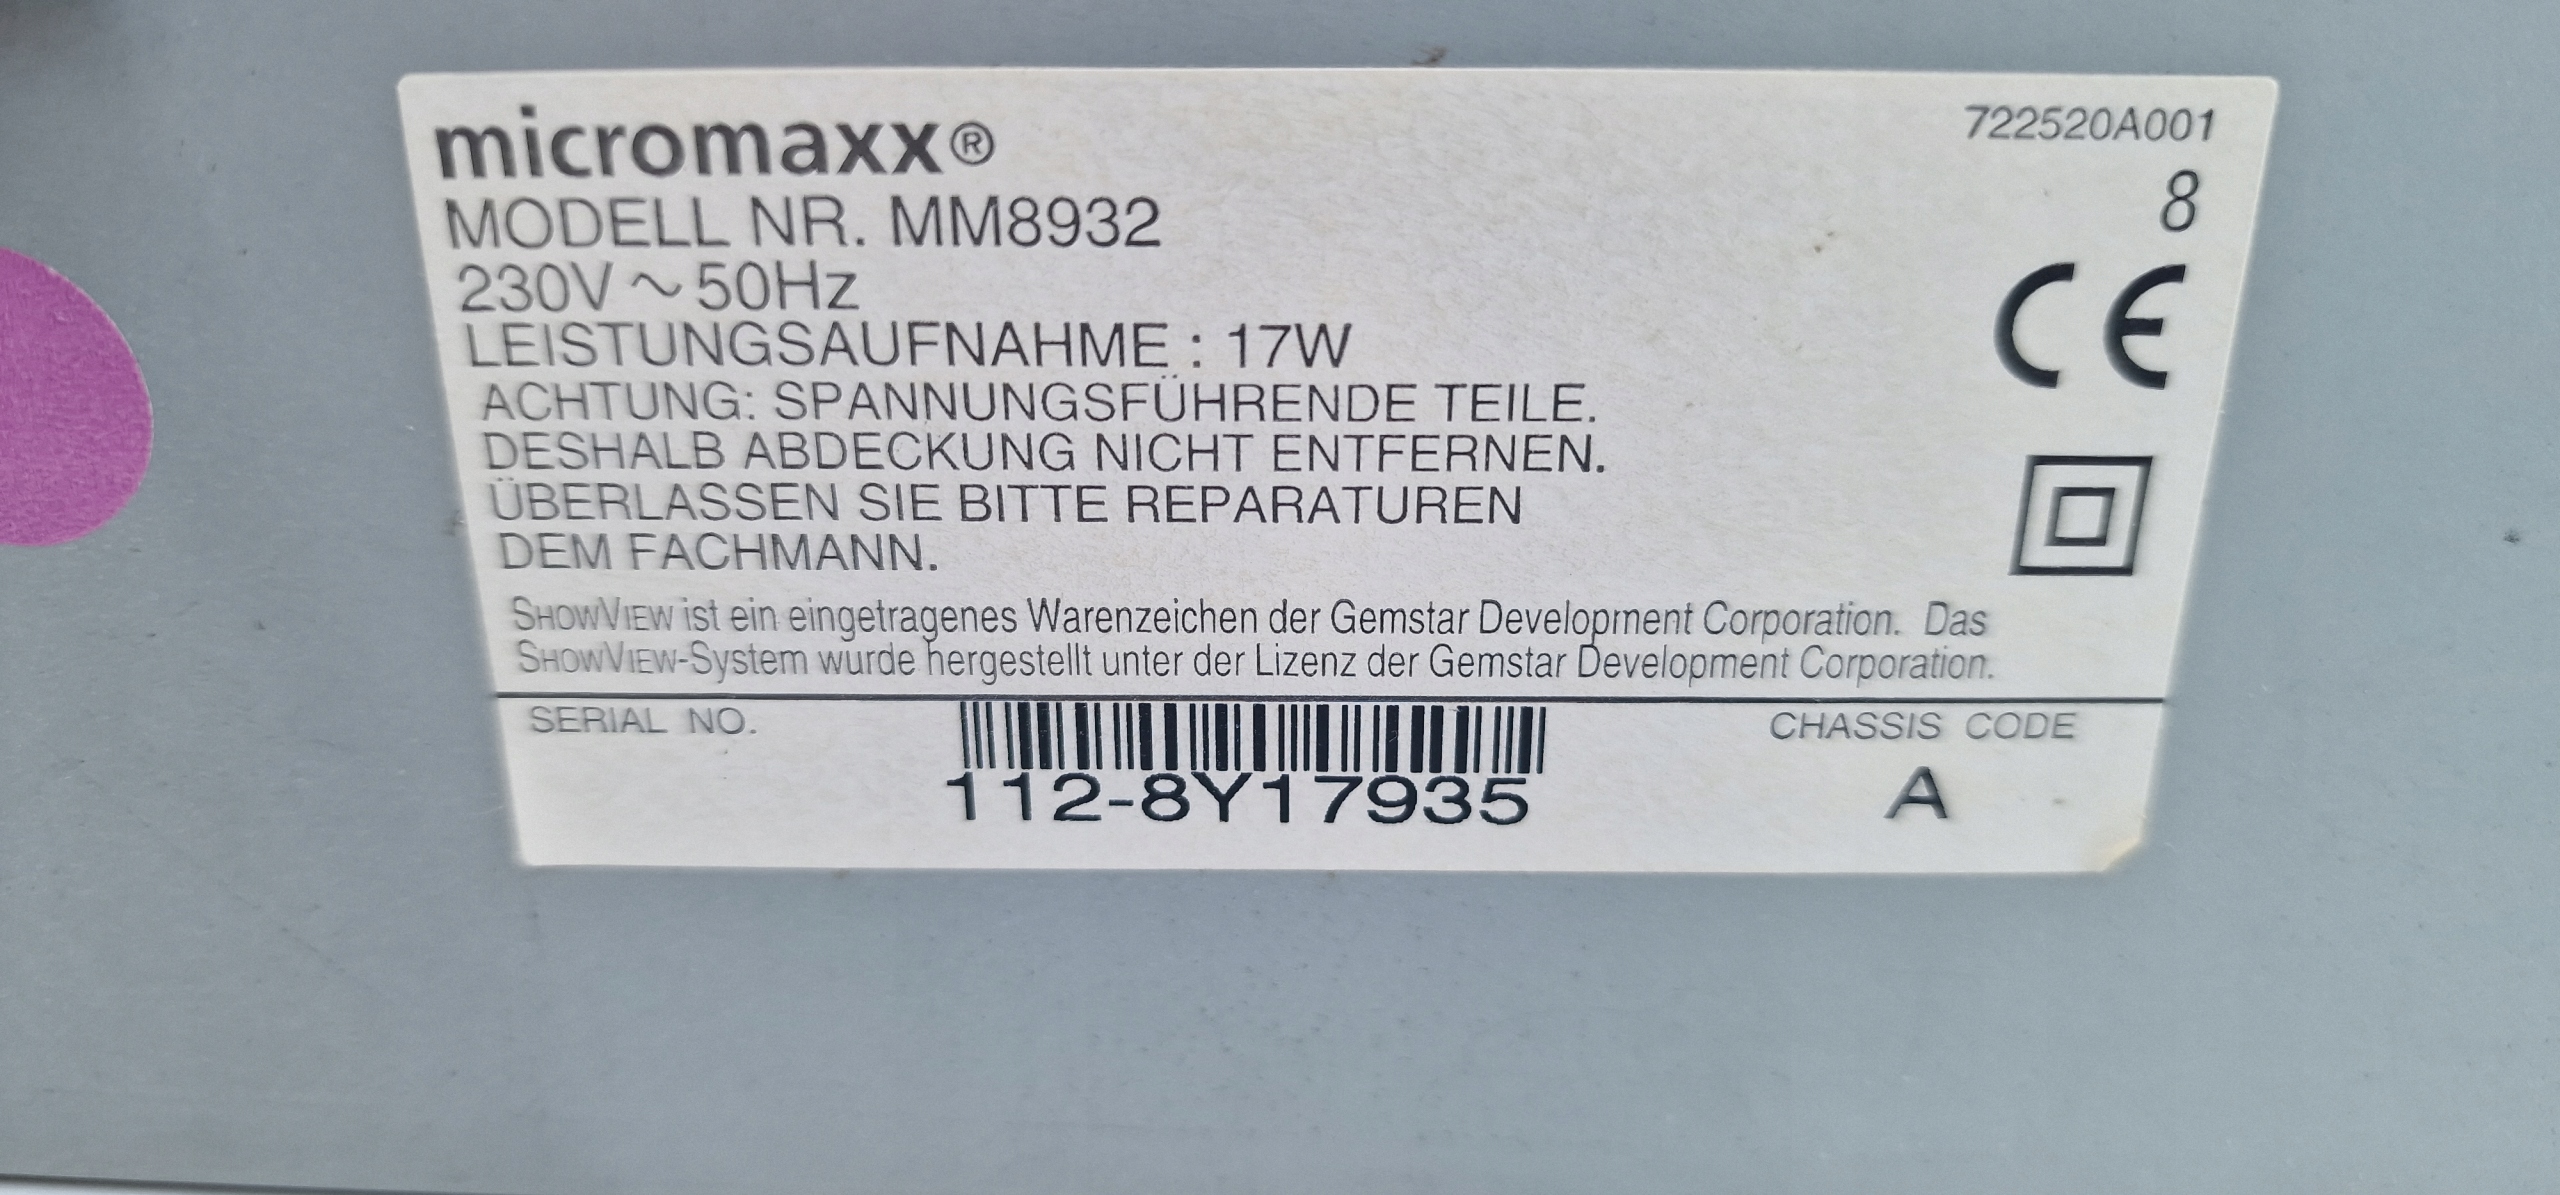 micromaxx®
722520A001
MODELL NR. MM8932
8
230V ~ 50Hz
CE
LEISTUNGSAUFNAHME : 17W
ACHTUNG: SPANNUNGSFÜHRENDE TEILE.
DESHALB ABDECKUNG NICHT ENTFERNEN.
ÜBERLASSEN SIE BITTE REPARATUREN
DEM FACHMANN.
SHOWVIEW ist ein eingetragenes Warenzeichen der Gemstar Development Corporation. Das
SHOWVIEW-System wurde hergestellt unter der Lizenz der Gemstar Development Corporation.
SERIAL NO.
112-8Y17935
CHASSIS CODE
A